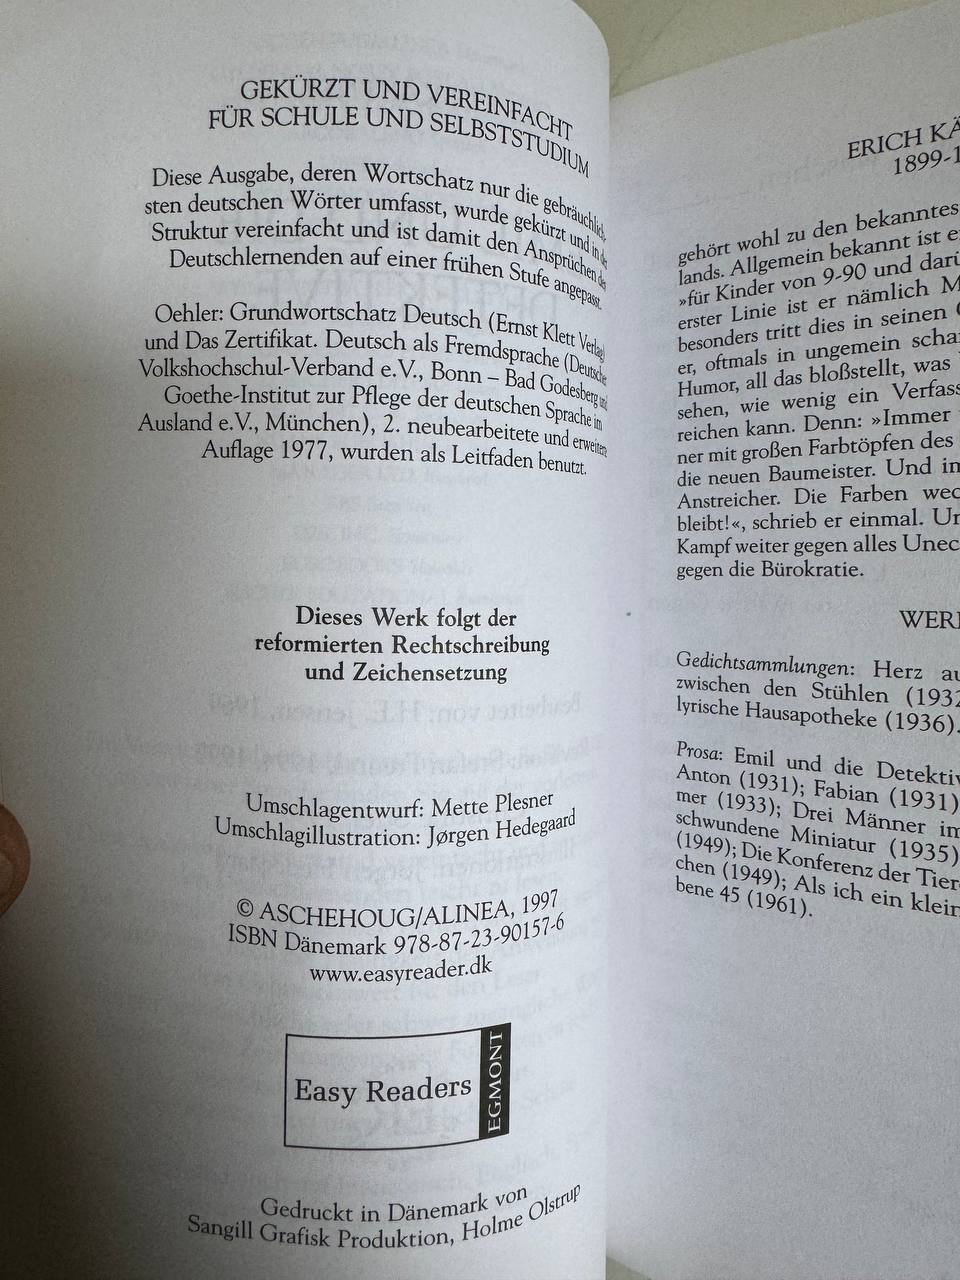 GEKÜRZT UND VEREINFACHT
FÜR SCHULE UND SELBSTSTUDIUM
Diese Ausgabe, deren Wortschatz nur die gebräuchlich-
sten deutschen Wörter umfasst, wurde gekürzt und in der
Struktur vereinfacht und ist damit den Ansprüchen des
Deutschlernenden auf einer frühen Stufe angepasst.
Oehler: Grundwortschatz Deutsch (Ernst Klett Verlag)
und Das Zertifikat. Deutsch als Fremdsprache (Deutscher
Volkshochschul-Verband e.V., Bonn – Bad Godesberg und
Goethe-Institut zur Pflege der deutschen Sprache im
Ausland e.V., München), 2. neubearbeitete und erweiterte
Auflage 1977, wurden als Leitfaden benutzt.
Dieses Werk folgt der
reformierten Rechtschreibung
und Zeichensetzung
Umschlagentwurf: Mette Plesner
Umschlagillustration: Jørgen Hedegaard
© ASCHEHOUG/ALINEA, 1997
ISBN Dänemark 978-87-23-90157-6
www.easyreader.dk
Easy Readers
EGMONT
Gedruckt in Dänemark von
Sangill Grafisk Produktion, Holme Olstrup
ERICH KÄ
1899-1
gehört wohl zu den bekanntes
lands. Allgemein bekannt ist e
»für Kinder von 9-90 und darü
erster Linie ist er nämlich M
besonders tritt dies in seinen
er, oftmals in ungemein scha
Humor, all das bloßstellt, was
sehen, wie wenig ein Verfass
reichen kann. Denn: »Immer
ner mit großen Farbtöpfen des
die neuen Baumeister. Und im
Anstreicher. Die Farben wec
bleibt!«, schrieb er einmal. Un
Kampf weiter gegen alles Unec
gegen die Bürokratie.
WER
Gedichtsammlungen: Herz au
zwischen den Stühlen (1932
lyrische Hausapotheke (1936).
Prosa: Emil und die Detektiv
Anton (1931); Fabian (1931)
mer (1933); Drei Männer im
schwundene Miniatur (1935)
(1949); Die Konferenz der Tier
chen (1949); Als ich ein klein
bene 45 (1961).